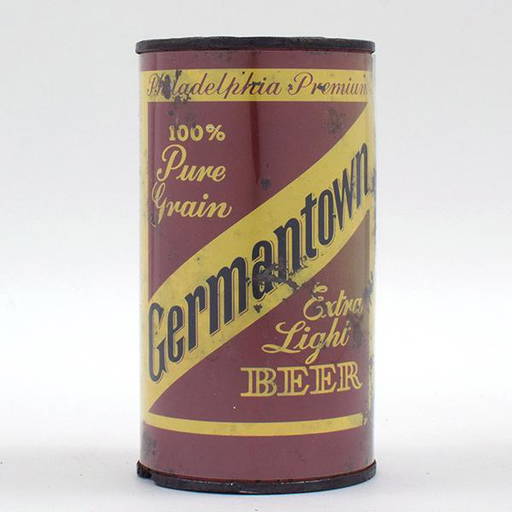 Philadelphia Premium
100%
Pure
Grain
Germantown
Extra
Light
BEER